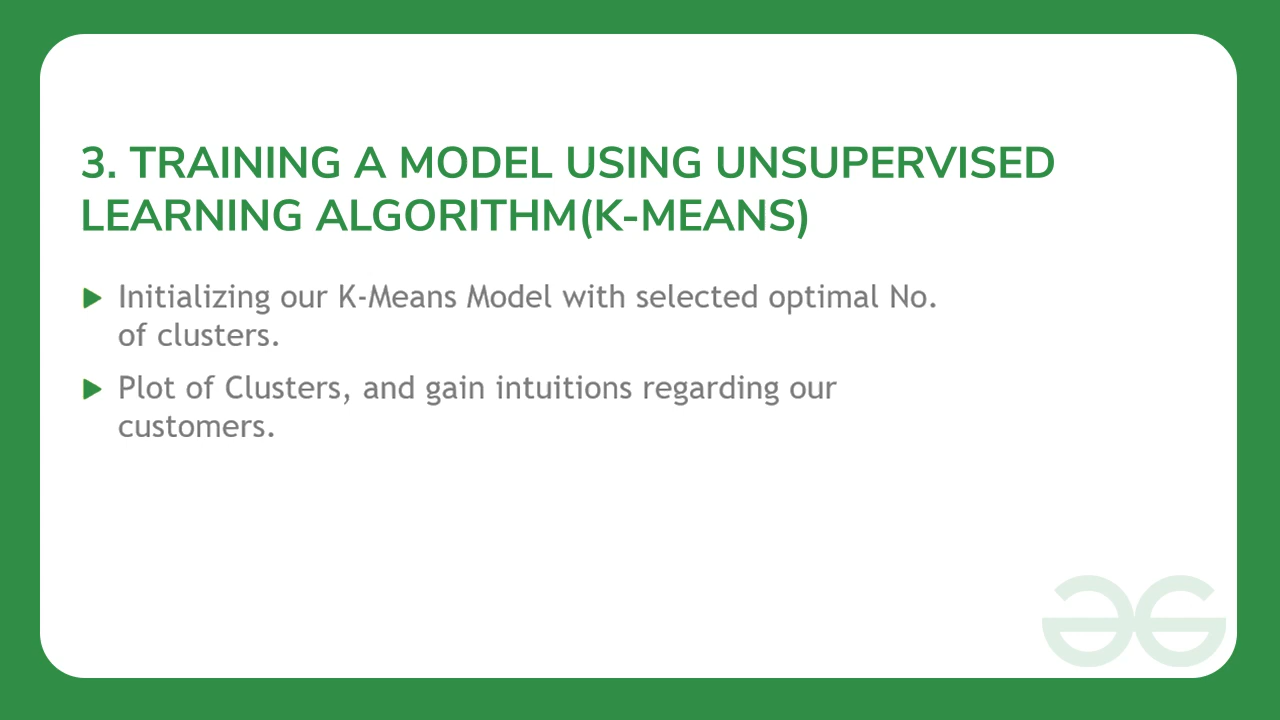 3. TRAINING A MODEL USING UNSUPERVISED
LEARNING ALGORITHM(K-MEANS)
Initializing our K-Means Model with selected optimal No.
of clusters.
Plot of Clusters, and gain intuitions regarding our
customers.